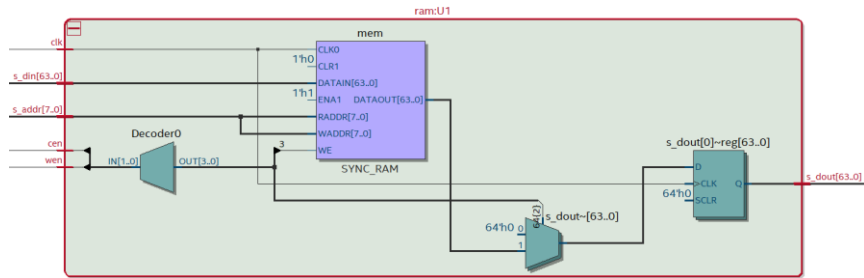 ram:U1
mem
clk
CLK0
1'h0
CLR1
s_din[63..0]
DATAIN[63..0]
1'h1
ENA1
DATAOUT[63..0]
s_addr[7..0]
RADDR[7..0]
WADDR[7..0]
Decoder0
cen
3
WE
wen
IN[1..0]
OUT[3..0]
SYNC_RAM
s_dout[0]~reg[63..0]
D
>CLK
Q
s_dout[63..0]
64'h0
SCLR
64{2}
s_dout~[63..0]
64'h0
0
1